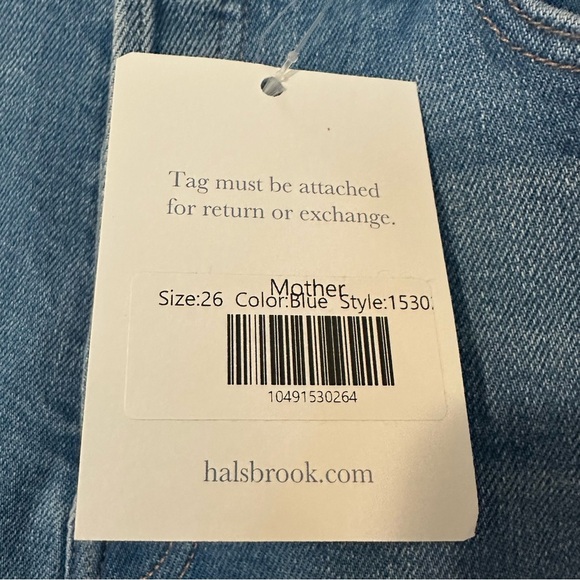 Tag must be attached
for return or exchange.
Mother
Size:26 Color:Blue Style:1530
10491530264
halsbrook.com